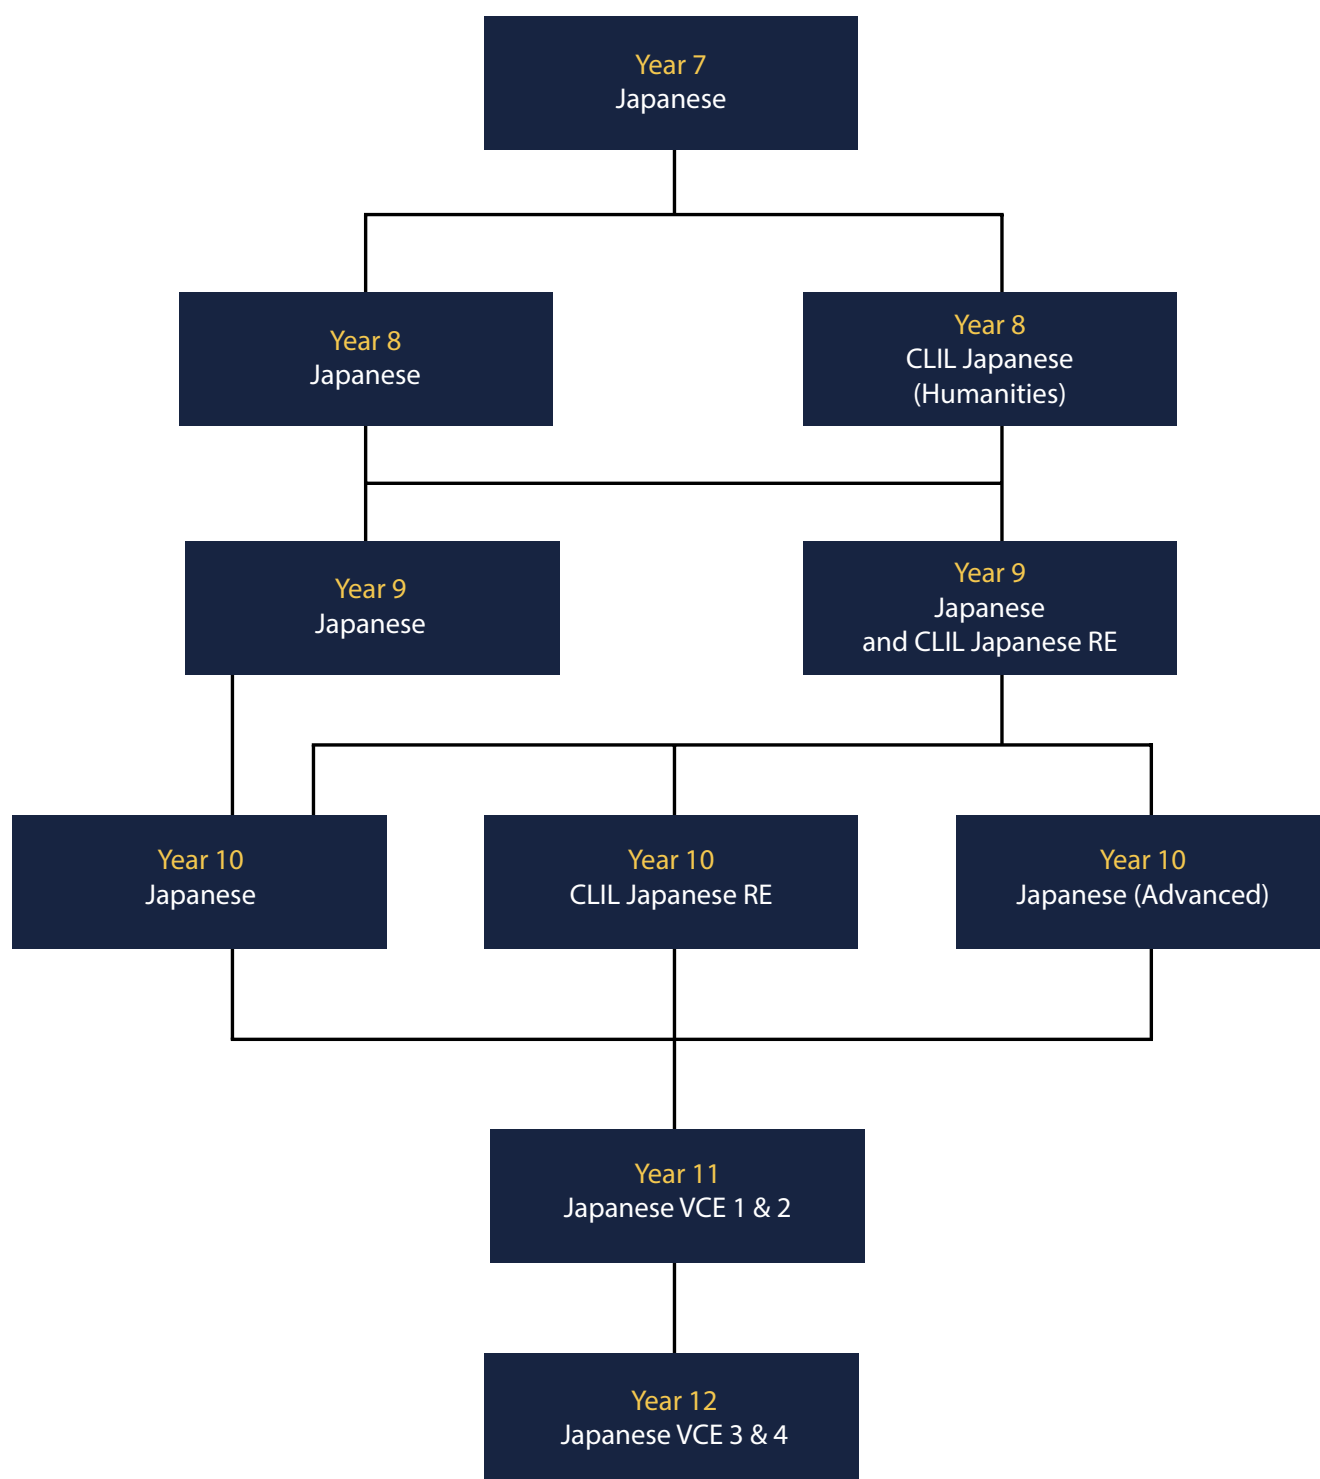 Year 7
Japanese
Year 8
Japanese
Year 8
CLIL Japanese
(Humanities)
Year 9
Japanese
Year 9
Japanese
and CLIL Japanese RE
Year 10
Japanese
Year 10
CLIL Japanese RE
Year 10
Japanese (Advanced)
Year 11
Japanese VCE 1 & 2
Year 12
Japanese VCE 3 & 4